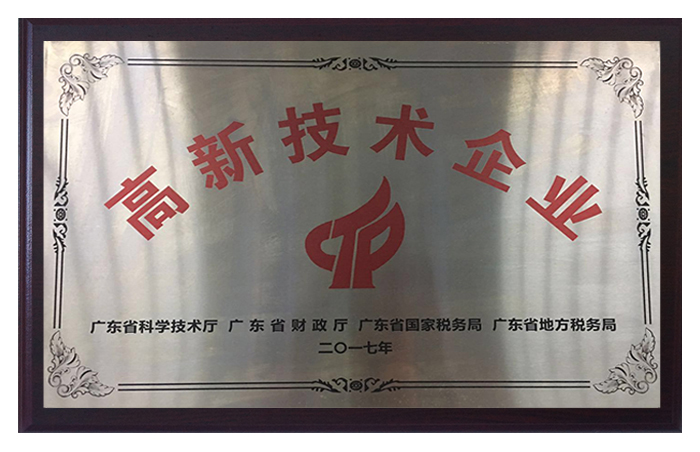 高新技术企业
广东省科学技术厅 广东省财政厅 广东省国家税务局 广东省地方税务局
二〇一七年